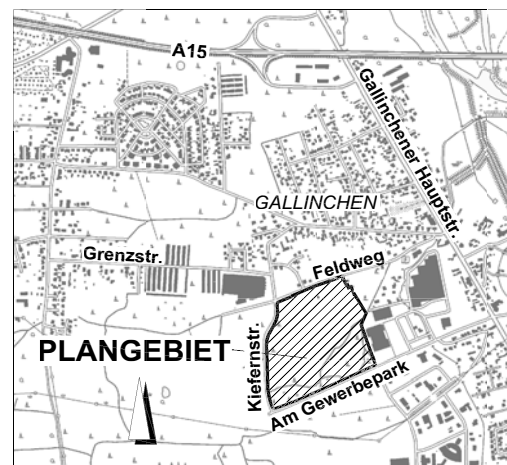 A15
Gallinchener Hauptstr.
GALLINCHEN
Grenzstr.
Feldweg
PLANGEBIET
Kiefernstr.
Am Gewerbepark